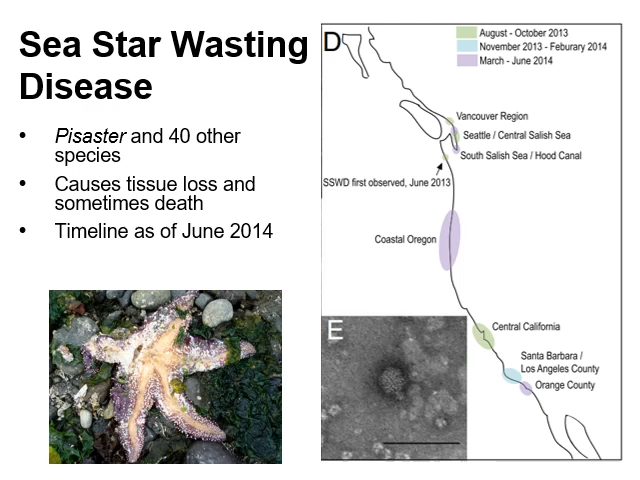 Sea Star Wasting
Disease
• Pisaster and 40 other
species
• Causes tissue loss and
sometimes death
• Timeline as of June 2014
D
August - October 2013
November 2013 - Feburary 2014
March - June 2014
Vancouver Region
Seattle / Central Salish Sea
South Salish Sea / Hood Canal
SSWD first observed, June 2013
Coastal Oregon
Central California
Santa Barbara /
Los Angeles County
Orange County
E